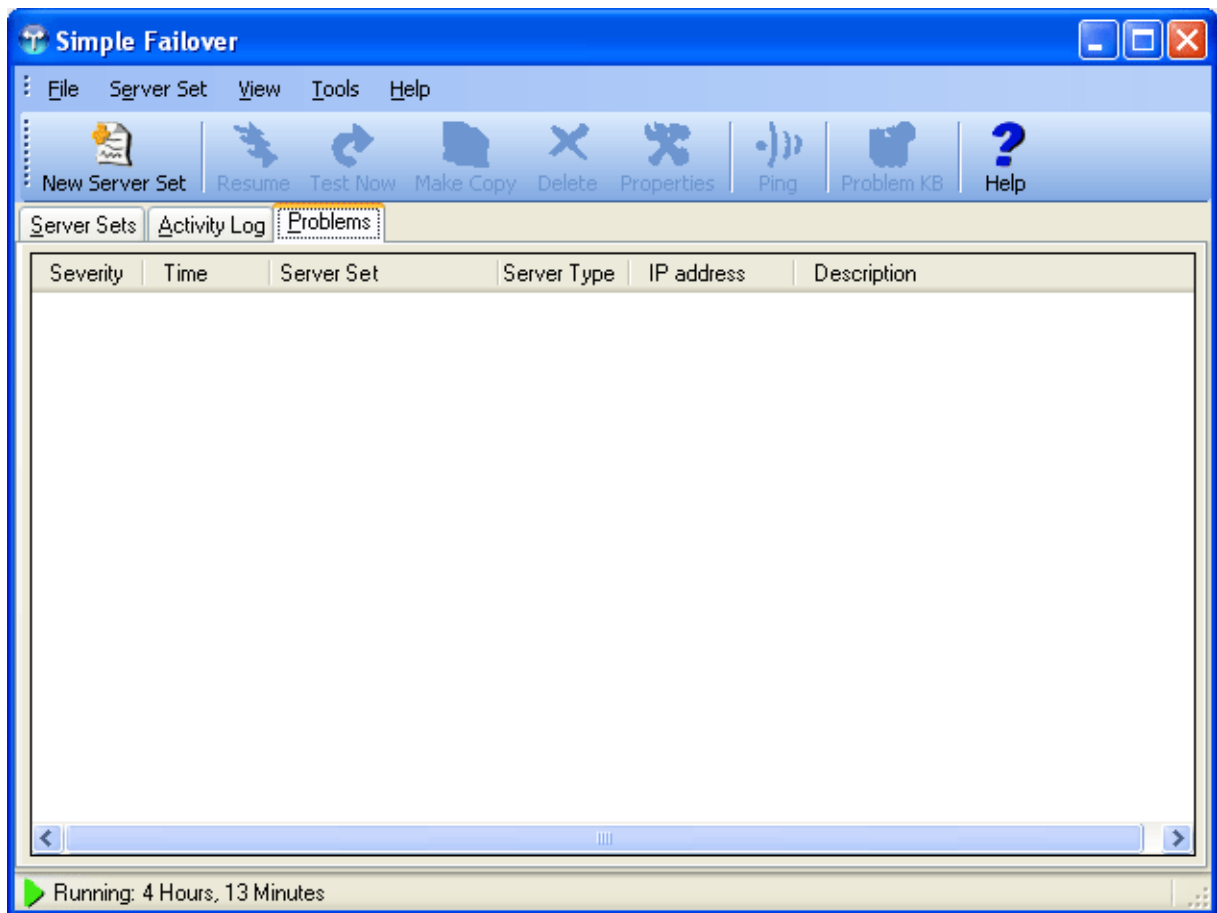 Simple Failover
File Server Set View Tools Help
New Server Set Resume Test Now Make Copy Delete Properties Ping Problem KB Help
Server Sets Activity Log Problems
Severity Time Server Set Server Type IP address Description
Running: 4 Hours, 13 Minutes